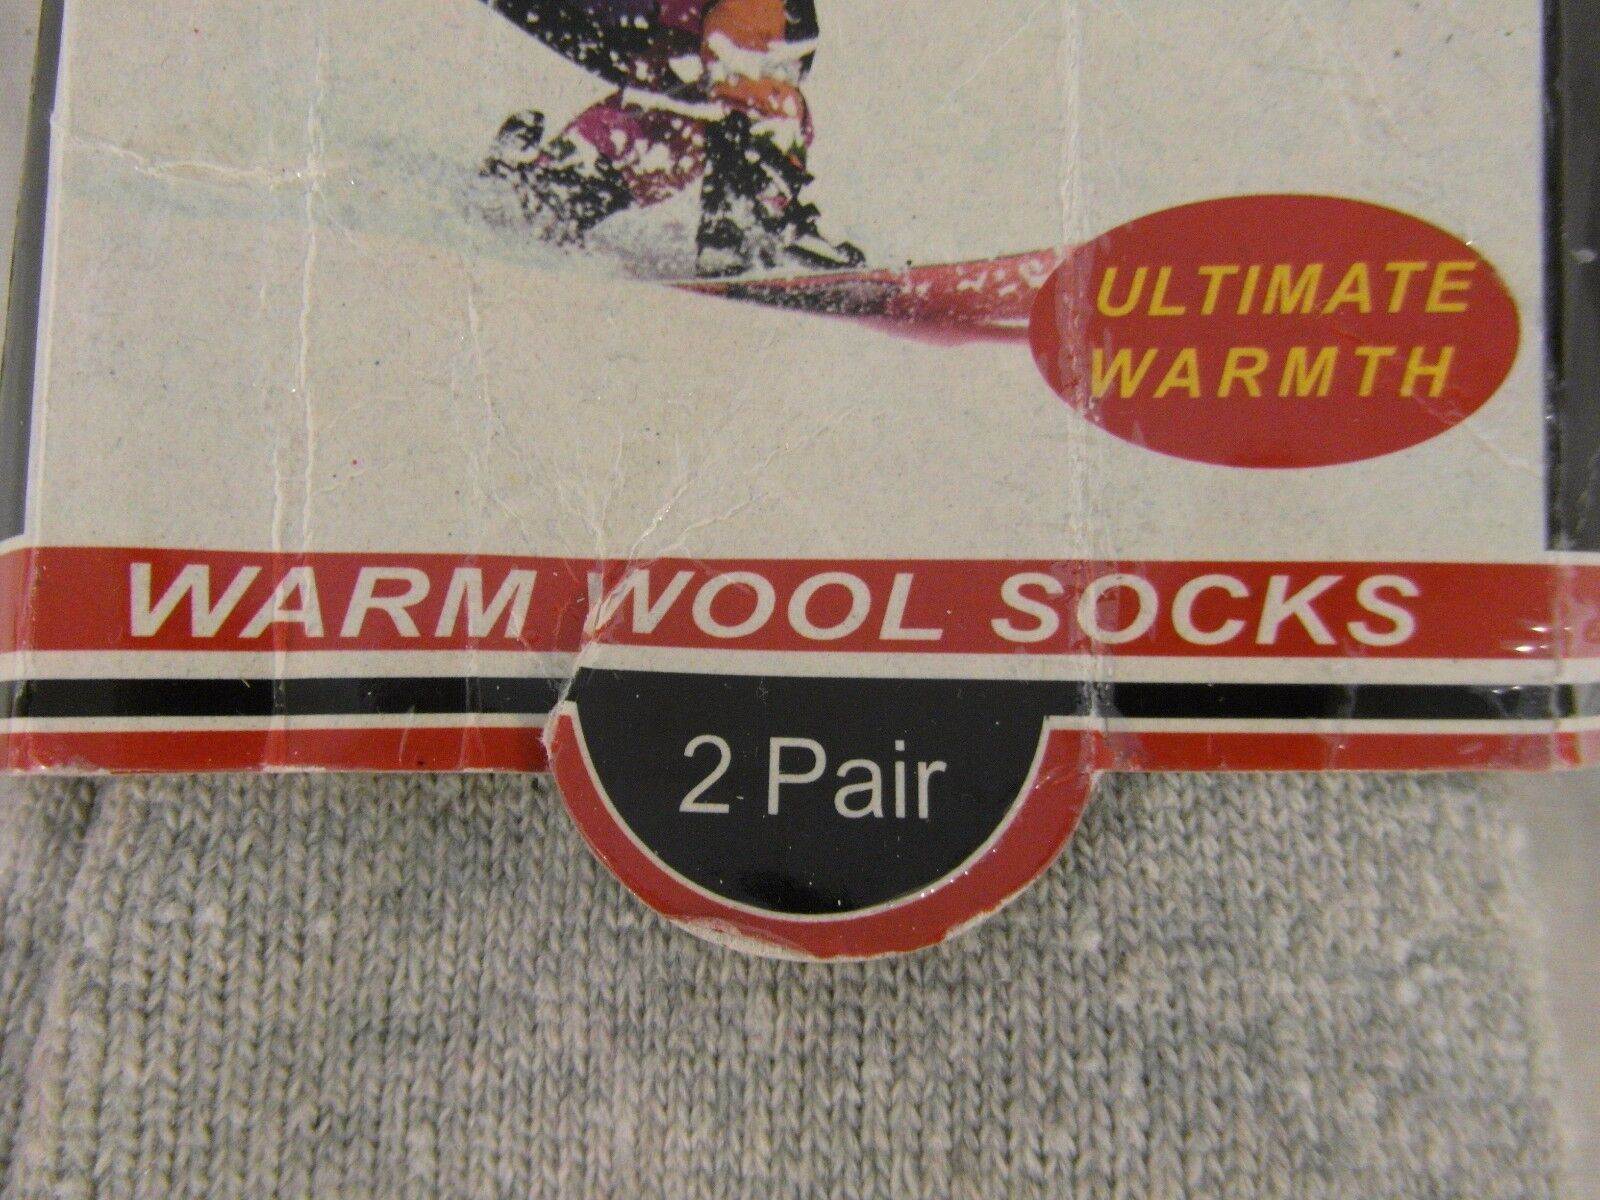 ULTIMATE
WARMTH
WARM WOOL SOCKS
2 Pair